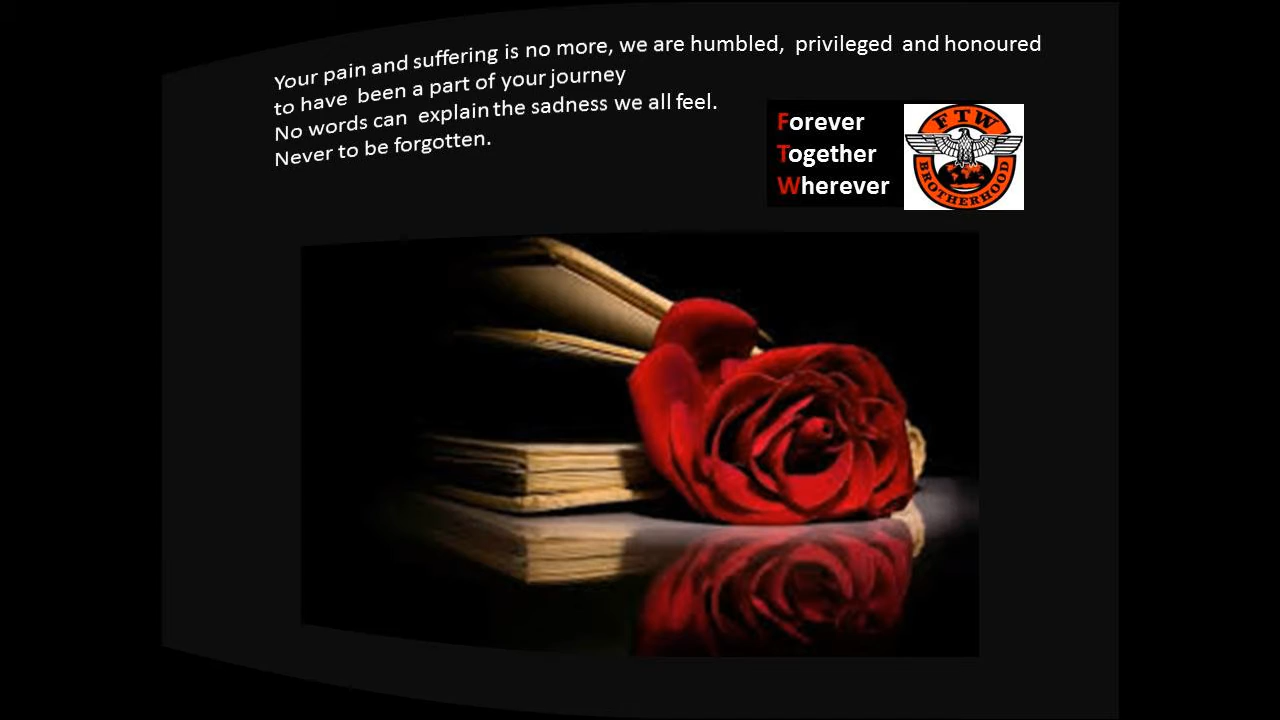 Your pain and suffering is no more, we are humbled, privileged and honoured
to have been a part of your journey
No words can explain the sadness we all feel.
Never to be forgotten.
Forever
Together
Wherever
FTW
BROTHERHOOD